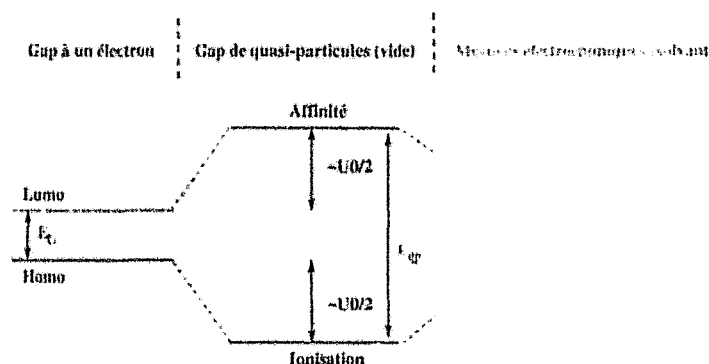 Gap à un électron
Gap de quasi-particules (vide)
Affinité
~U0/2
Lumo
Homo
~U0/2
Ionisation